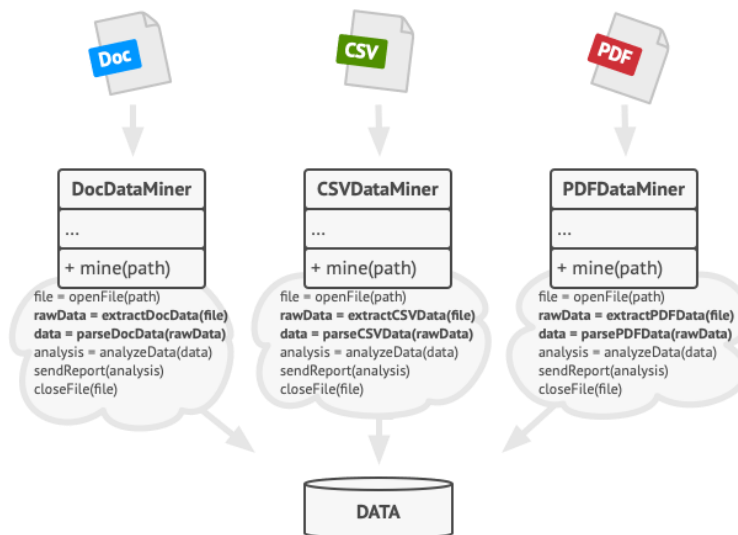 Doc
CSV
PDF
DocDataMiner
...
+ mine(path)
file = openFile(path)
rawData = extractDocData(file)
data = parseDocData(rawData)
analysis = analyzeData(data)
sendReport(analysis)
closeFile(file)
CSVDataMiner
...
+ mine(path)
file = openFile(path)
rawData = extractCSVData(file)
data = parseCSVData(rawData)
analysis = analyzeData(data)
sendReport(analysis)
closeFile(file)
PDFDataMiner
...
+ mine(path)
file = openFile(path)
rawData = extractPDFData(file)
data = parsePDFData(rawData)
analysis = analyzeData(data)
sendReport(analysis)
closeFile(file)
DATA